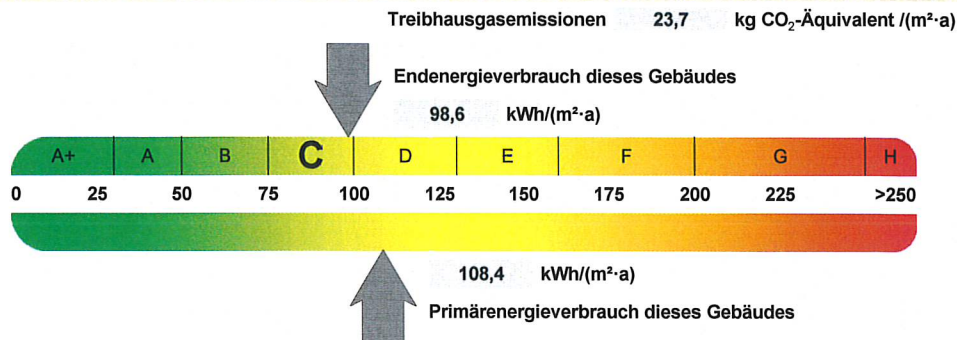 Treibhausgasemissionen 23,7 kg CO₂-Äquivalent /(m²·a)
Endenergieverbrauch dieses Gebäudes
98,6 kWh/(m²·a)
A+ A B C D E F G H
0 25 50 75 100 125 150 175 200 225 >250
108,4 kWh/(m²·a)
Primärenergieverbrauch dieses Gebäudes